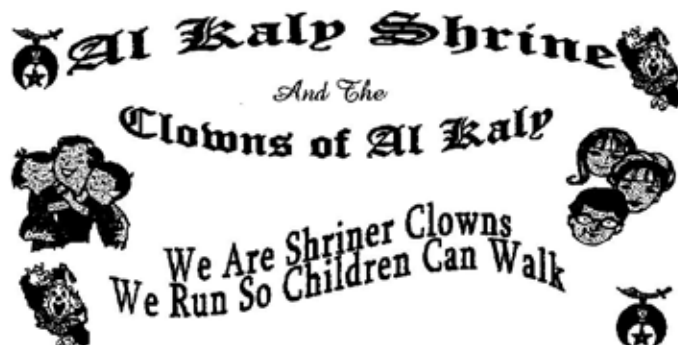 Al Kaly Shrine
And The
Clowns of Al Kaly
We Are Shriner Clowns
We Run So Children Can Walk